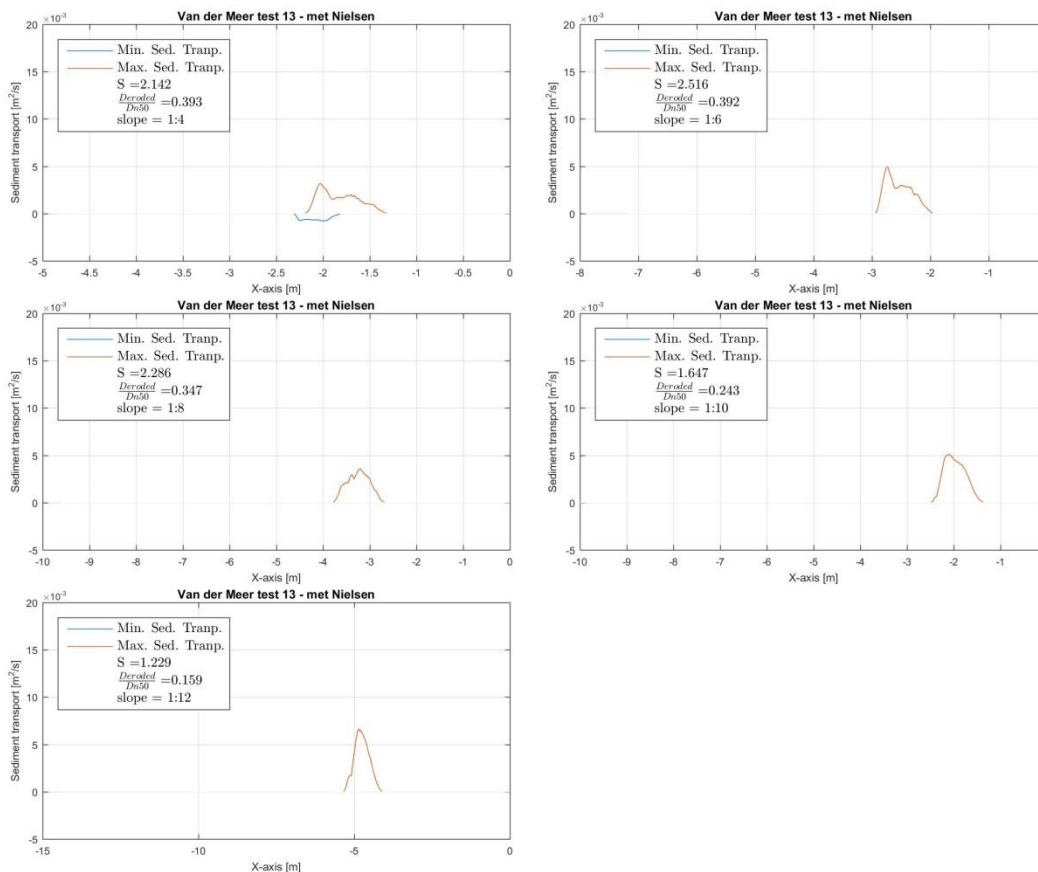 Van der Meer test 13 - met Nielsen
×10⁻³
20
15
10
5
0
-5
Sediment transport [m²/s]
Min. Sed. Tranp.
Max. Sed. Tranp.
S =2.142
Deroded/Dn50 =0.393
slope = 1:4
-5 -4.5 -4 -3.5 -3 -2.5 -2 -1.5 -1 -0.5 0
X-axis [m]
Van der Meer test 13 - met Nielsen
×10⁻³
20
15
10
5
0
-5
Sediment transport [m²/s]
Min. Sed. Tranp.
Max. Sed. Tranp.
S =2.516
Deroded/Dn50 =0.392
slope = 1:6
-8 -7 -6 -5 -4 -3 -2 -1
X-axis [m]
Van der Meer test 13 - met Nielsen
×10⁻³
20
15
10
5
0
-5
Sediment transport [m²/s]
Min. Sed. Tranp.
Max. Sed. Tranp.
S =2.286
Deroded/Dn50 =0.347
slope = 1:8
-10 -9 -8 -7 -6 -5 -4 -3 -2 -1 0
X-axis [m]
Van der Meer test 13 - met Nielsen
×10⁻³
20
15
10
5
0
-5
Sediment transport [m²/s]
Min. Sed. Tranp.
Max. Sed. Tranp.
S =1.647
Deroded/Dn50 =0.243
slope = 1:10
-10 -9 -8 -7 -6 -5 -4 -3 -2 -1
X-axis [m]
Van der Meer test 13 - met Nielsen
×10⁻³
20
15
10
5
0
-5
Sediment transport [m²/s]
Min. Sed. Tranp.
Max. Sed. Tranp.
S =1.229
Deroded/Dn50 =0.159
slope = 1:12
-15 -10 -5 0
X-axis [m]